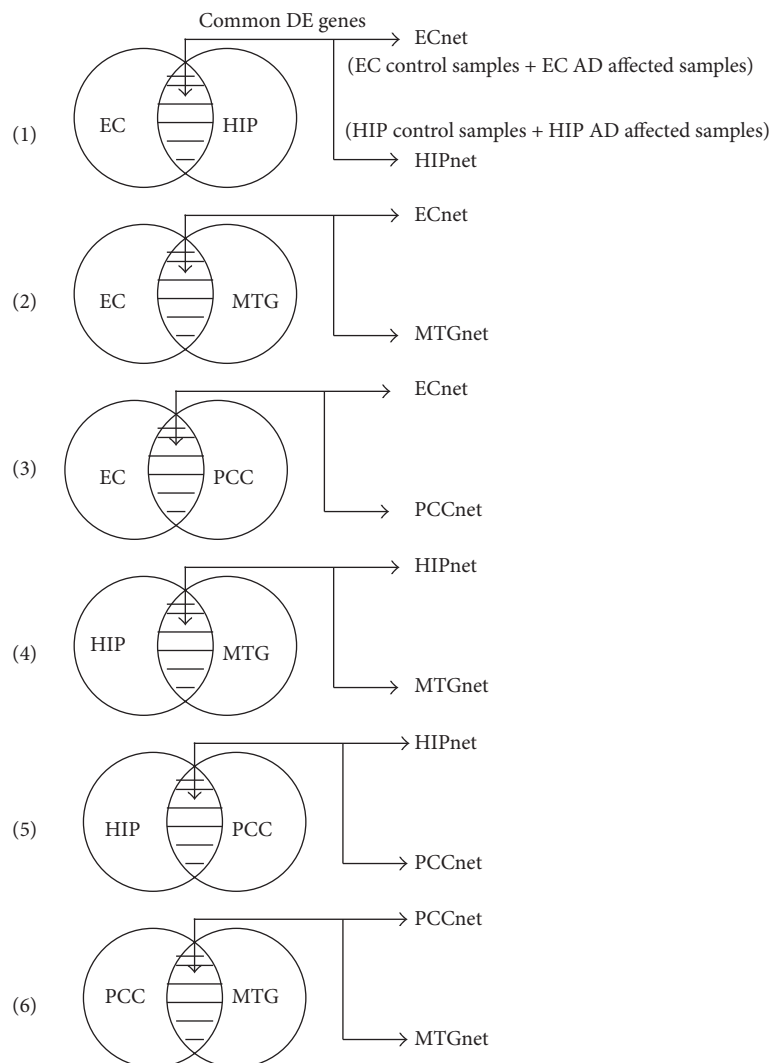 Common DE genes
ECnet
(EC control samples + EC AD affected samples)
(1)
EC
HIP
(HIP control samples + HIP AD affected samples)
HIPnet
ECnet
(2)
EC
MTG
MTGnet
ECnet
(3)
EC
PCC
PCCnet
HIPnet
(4)
HIP
MTG
MTGnet
HIPnet
(5)
HIP
PCC
PCCnet
PCCnet
(6)
PCC
MTG
MTGnet